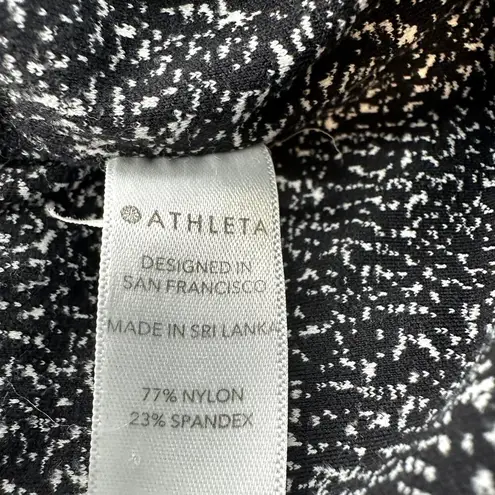 ATHLETA
DESIGNED IN
SAN FRANCISCO
MADE IN SRI LANKA
77% NYLON
23% SPANDEX